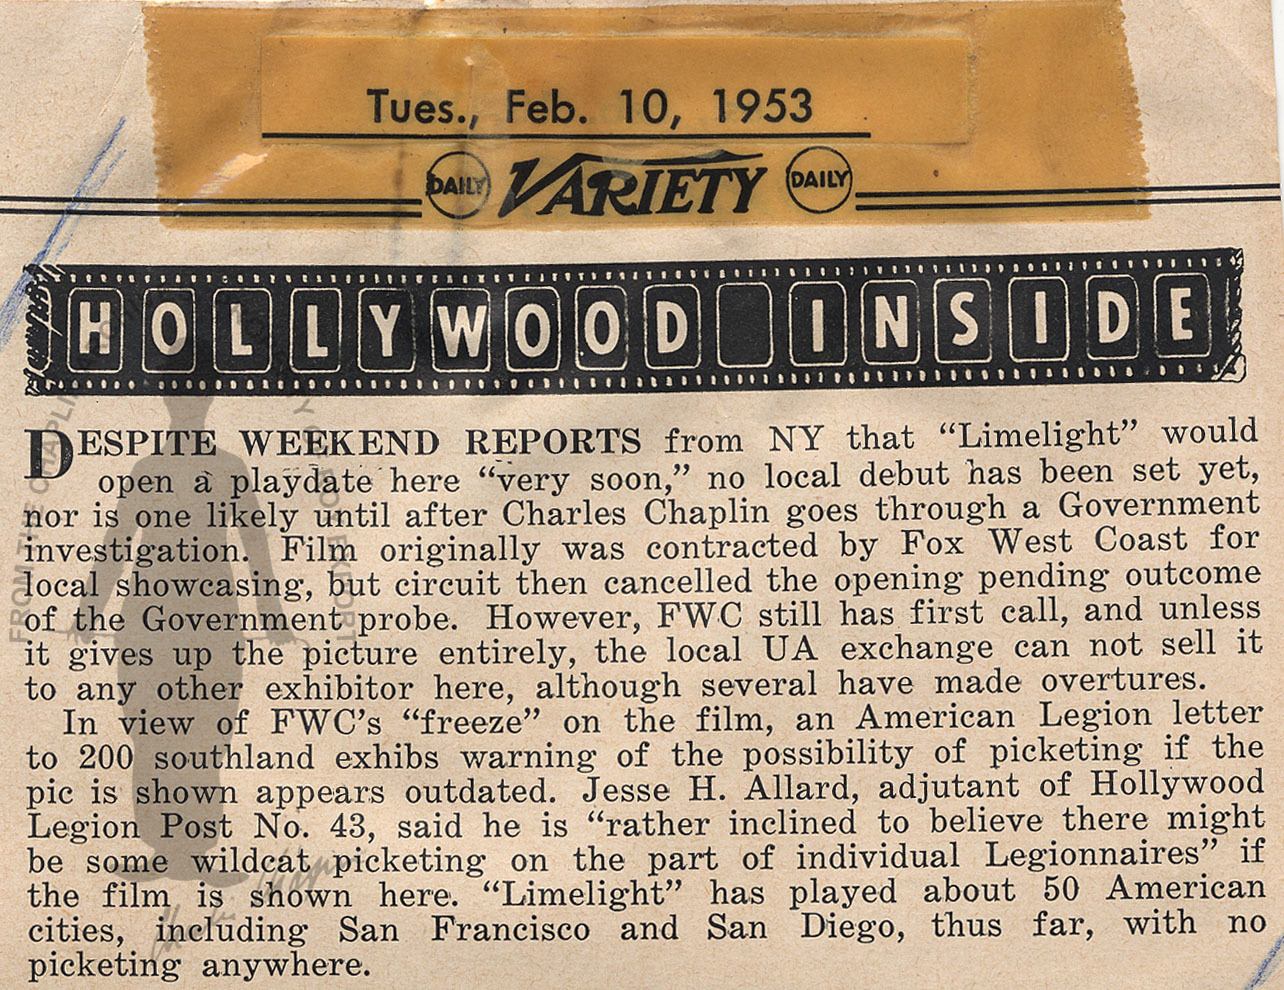 Tues., Feb. 10, 1953
DAILY VARIETY DAILY
HOLLYWOOD INSIDE
DESPITE WEEKEND REPORTS from NY that “Limelight” would
open a playdate here “very soon,” no local debut has been set yet,
nor is one likely until after Charles Chaplin goes through a Government
investigation. Film originally was contracted by Fox West Coast for
local showcasing, but circuit then cancelled the opening pending outcome
of the Government probe. However, FWC still has first call, and unless
it gives up the picture entirely, the local UA exchange can not sell it
to any other exhibitor here, although several have made overtures.
In view of FWC’s “freeze” on the film, an American Legion letter
to 200 southland exhibs warning of the possibility of picketing if the
pic is shown appears outdated. Jesse H. Allard, adjutant of Hollywood
Legion Post No. 43, said he is “rather inclined to believe there might
be some wildcat picketing on the part of individual Legionnaires” if
the film is shown here. “Limelight” has played about 50 American
cities, including San Francisco and San Diego, thus far, with no
picketing anywhere.
FROM THE CHAPLIN